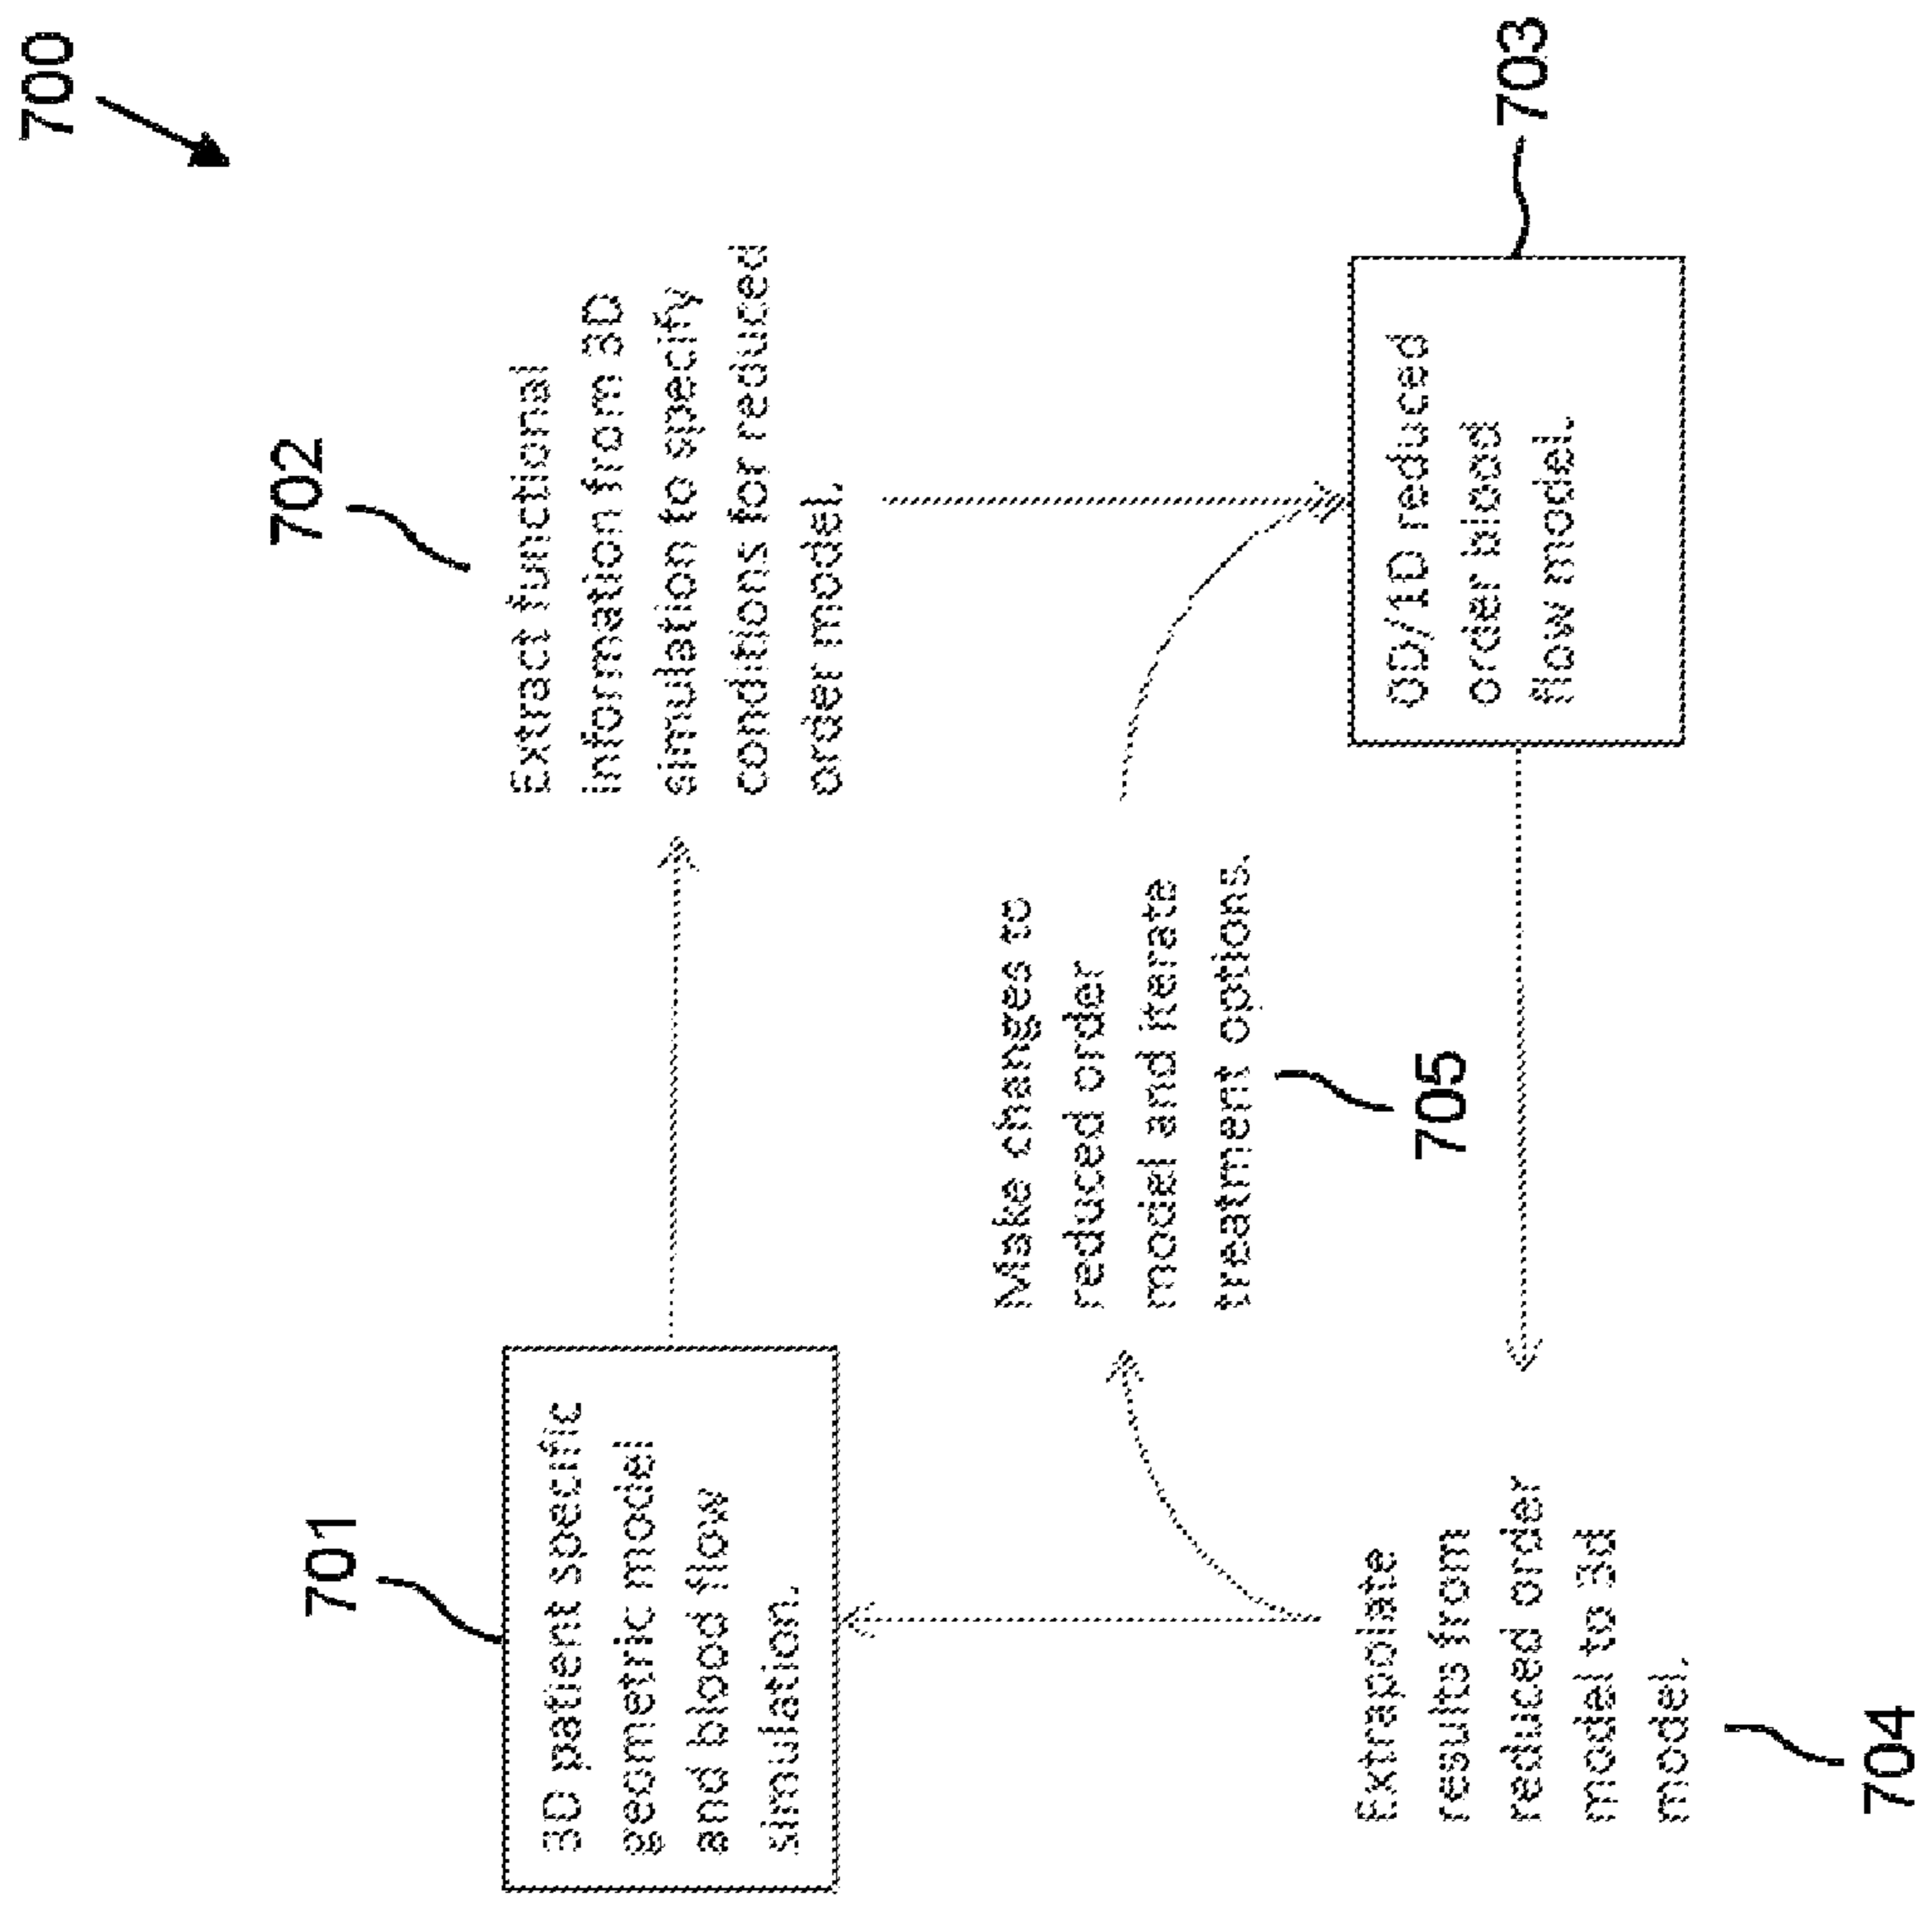 700
701
3D patient specific
geometric model
and blood flow
simulation.
702
Extract functional
information from 3D
simulation to specify
conditions for reduced
order model.
Make changes to
reduced order
model and iterate
treatment options.
705
703
0D/1D reduced
order blood
flow model.
Extrapolate
results from
reduced order
model to 3d
model.
704